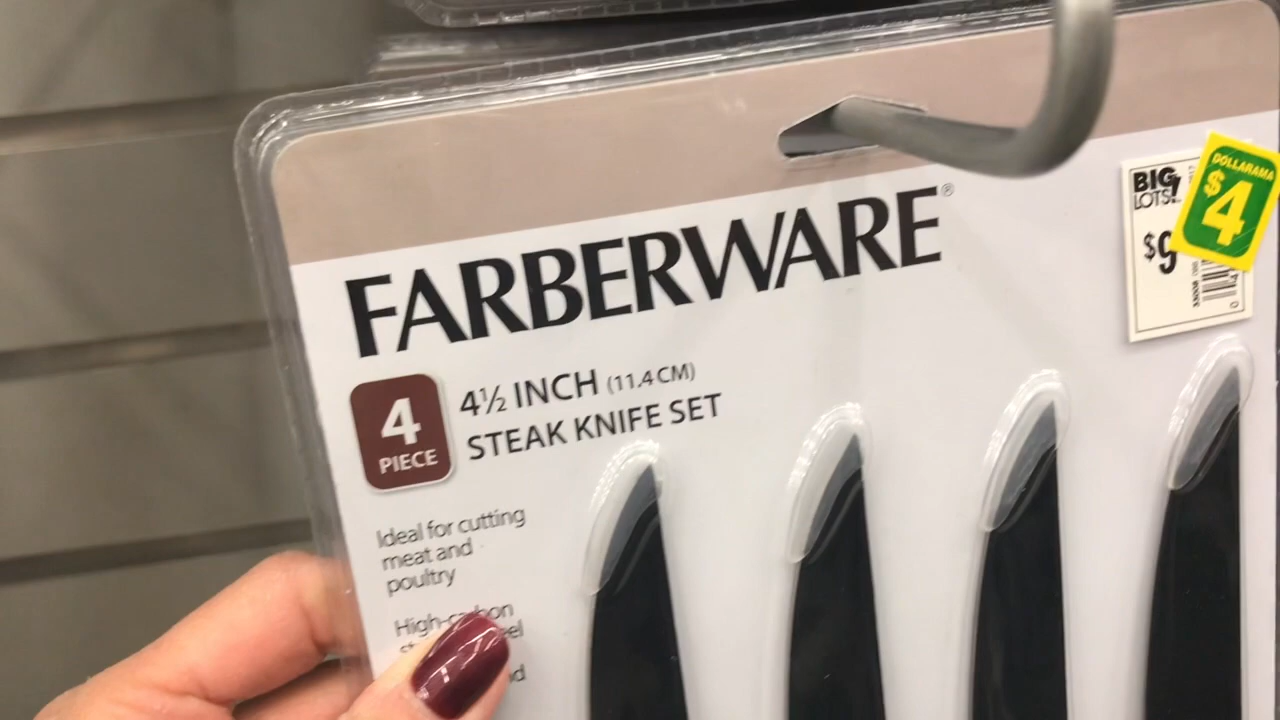 FARBERWARE®
4 PIECE
4½ INCH (11.4 CM)
STEAK KNIFE SET
Ideal for cutting
meat and
poultry
BIG
LOTS!
$9
DOLLARAMA
$4